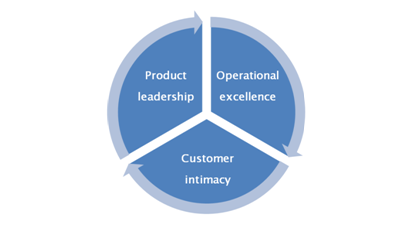 Product
leadership
Operational
excellence
Customer
intimacy